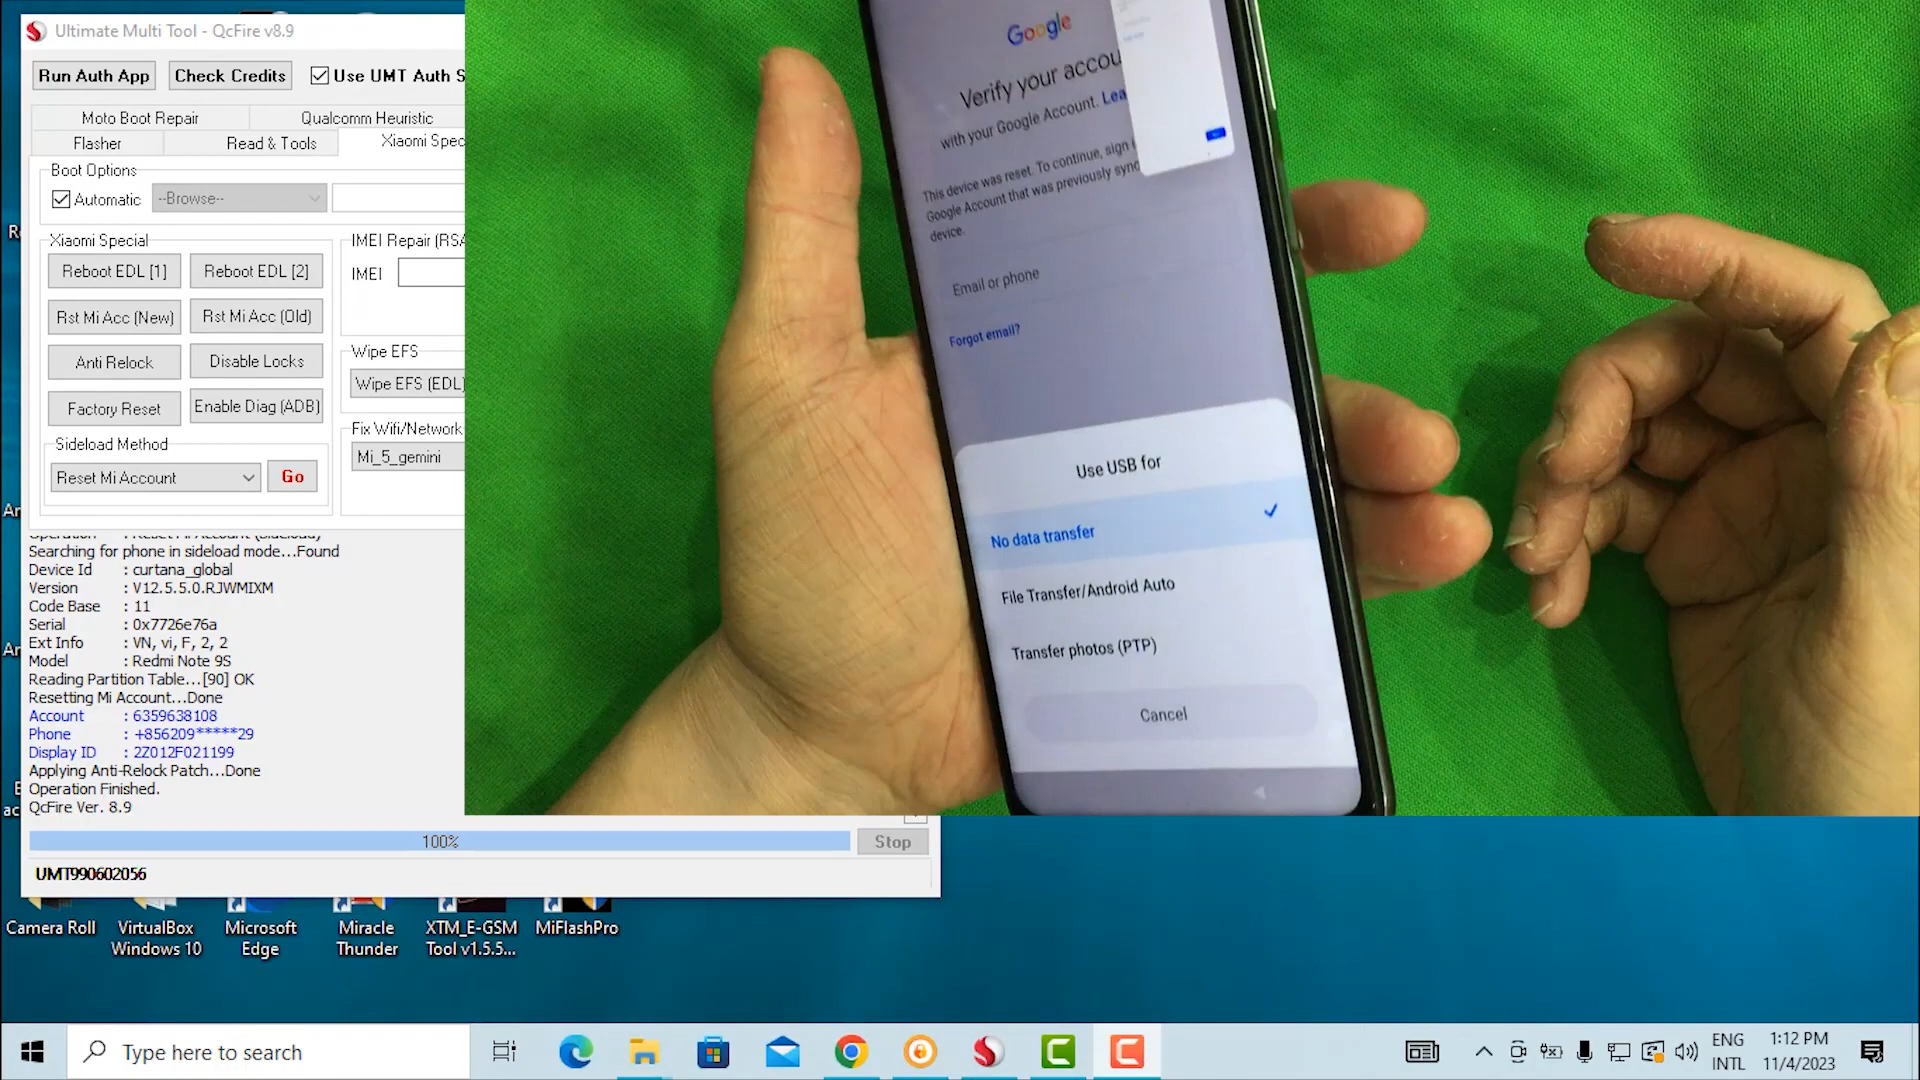 Ultimate Multi Tool - QcFire v8.9
Run Auth App
Check Credits
Use UMT Auth S
Moto Boot Repair
Qualcomm Heuristic
Flasher
Read & Tools
Xiaomi Spec
Boot Options
Automatic
--Browse--
Xiaomi Special
Reboot EDL [1]
Reboot EDL [2]
Rst Mi Acc (New)
Rst Mi Acc (Old)
Anti Relock
Disable Locks
Factory Reset
Enable Diag (ADB)
Sideload Method
Reset Mi Account
Go
IMEI Repair (RSA
IMEI
Wipe EFS
Wipe EFS (EDL)
Fix Wifi/Network
Mi_5_gemini
Operation : Reset Mi Account (Sideload)
Searching for phone in sideload mode...Found
Device Id : curtana_global
Version : V12.5.5.0.RJWMIXM
Code Base : 11
Serial : 0x7726e76a
Ext Info : VN, vi, F, 2, 2
Model : Redmi Note 9S
Reading Partition Table...[90] OK
Resetting Mi Account...Done
Account : 6359638108
Phone : +856209*****29
Display ID : 2Z012F021199
Applying Anti-Relock Patch...Done
Operation Finished.
QcFire Ver. 8.9
100%
Stop
UMT990602056
Google
Verify your accou
with your Google Account. Lea
This device was reset. To continue, sign i
Google Account that was previously sync
device.
Email or phone
Forgot email?
Use USB for
No data transfer
File Transfer/Android Auto
Transfer photos (PTP)
Cancel
Camera Roll
VirtualBox
Windows 10
Microsoft
Edge
Miracle
Thunder
XTM_E-GSM
Tool v1.5.5...
MiFlashPro
Type here to search
ENG
INTL
1:12 PM
11/4/2023